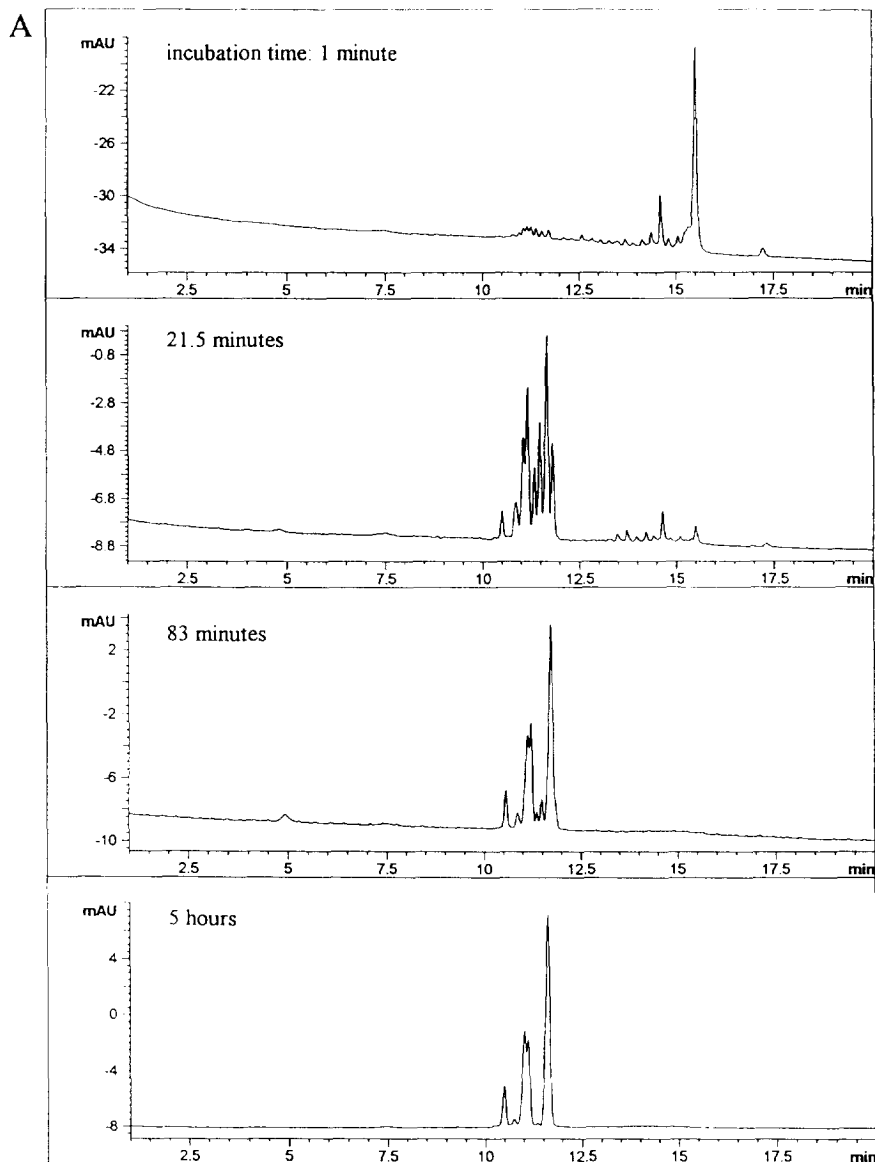 A
mAU
incubation time: 1 minute
-22
-26
-30
-34
2.5 5 7.5 10 12.5 15 17.5 min
mAU
21.5 minutes
-0.8
-2.8
-4.8
-6.8
-8.8
2.5 5 7.5 10 12.5 15 17.5 min
mAU
83 minutes
2
-2
-6
-10
2.5 5 7.5 10 12.5 15 17.5 min
mAU
5 hours
4
0
-4
-8
2.5 5 7.5 10 12.5 15 17.5 min